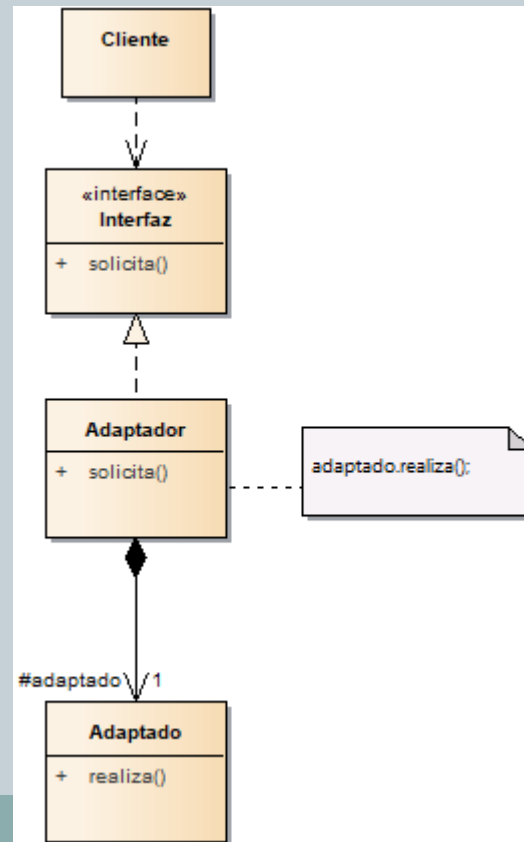 Cliente
«interface»
Interfaz
+ solicita()
Adaptador
+ solicita()
adaptado.realiza();
#adaptado 1
Adaptado
+ realiza()